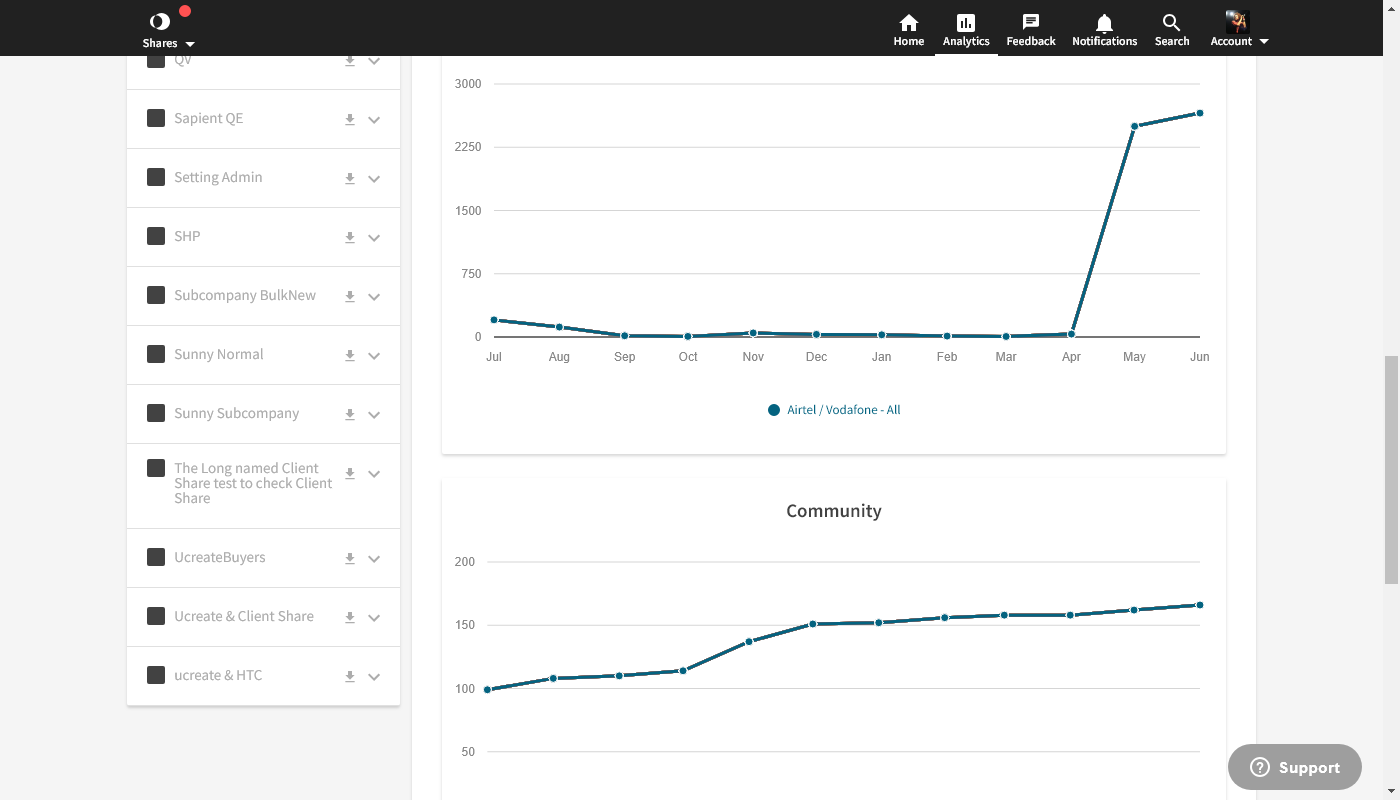 Shares
Home
Analytics
Feedback
Notifications
Search
Account
QV
Sapient QE
Setting Admin
SHP
Subcompany BulkNew
Sunny Normal
Sunny Subcompany
The Long named Client
Share test to check Client
Share
UcreateBuyers
Ucreate & Client Share
ucreate & HTC
3000
2250
1500
750
0
Jul Aug Sep Oct Nov Dec Jan Feb Mar Apr May Jun
Airtel / Vodafone - All
Community
200
150
100
50
Support